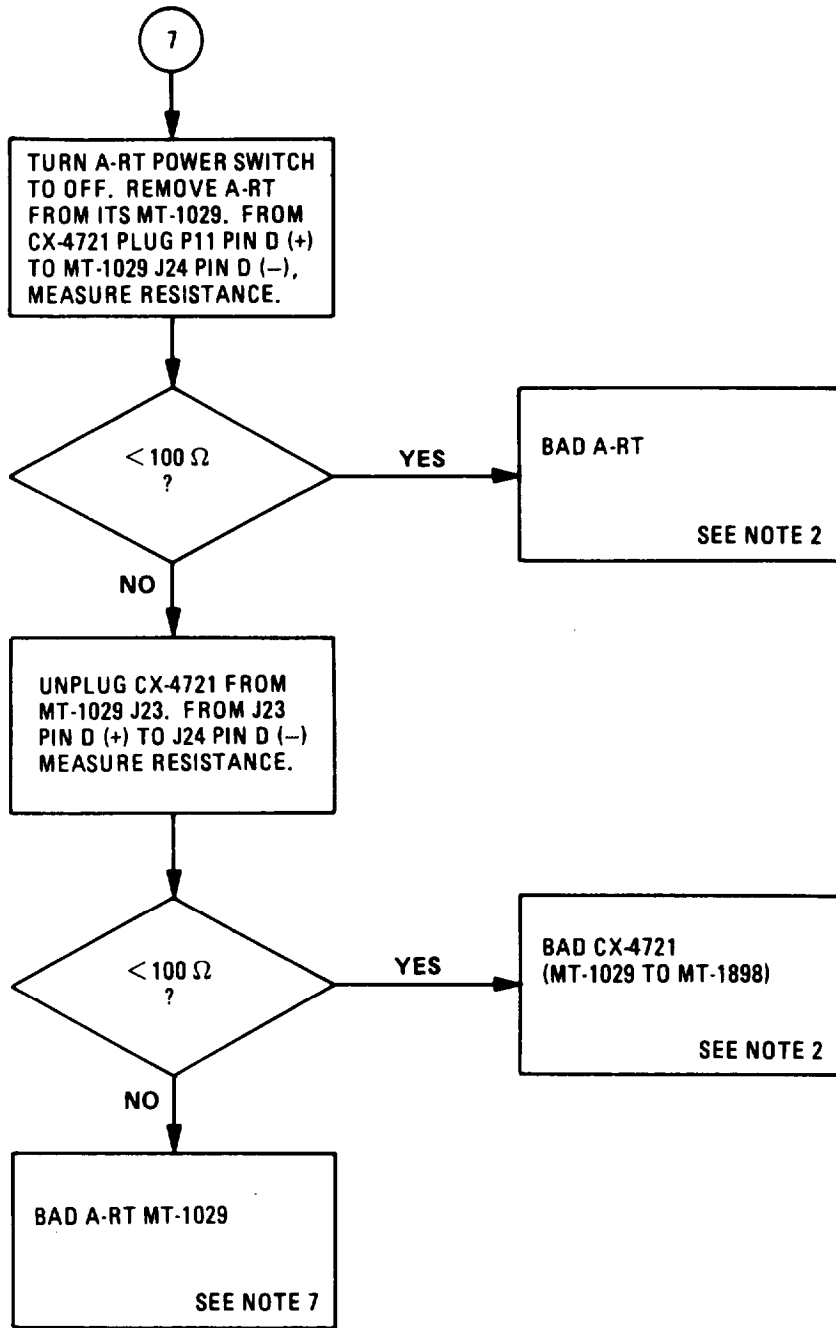 7
TURN A-RT POWER SWITCH
TO OFF. REMOVE A-RT
FROM ITS MT-1029. FROM
CX-4721 PLUG P11 PIN D (+)
TO MT-1029 J24 PIN D (–),
MEASURE RESISTANCE.
< 100 Ω
?
YES
BAD A-RT
SEE NOTE 2
NO
UNPLUG CX-4721 FROM
MT-1029 J23. FROM J23
PIN D (+) TO J24 PIN D (–)
MEASURE RESISTANCE.
< 100 Ω
?
YES
BAD CX-4721
(MT-1029 TO MT-1898)
SEE NOTE 2
NO
BAD A-RT MT-1029
SEE NOTE 7